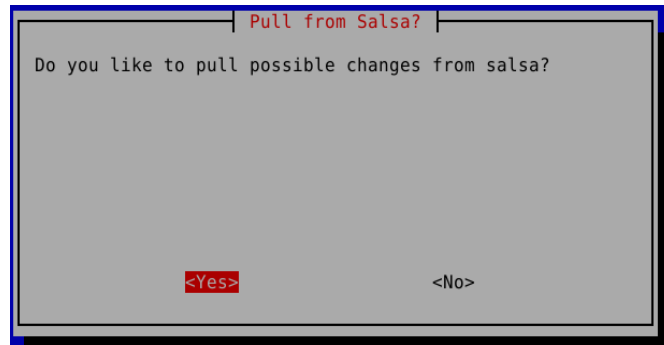 Pull from Salsa?
Do you like to pull possible changes from salsa?
<Yes> <No>